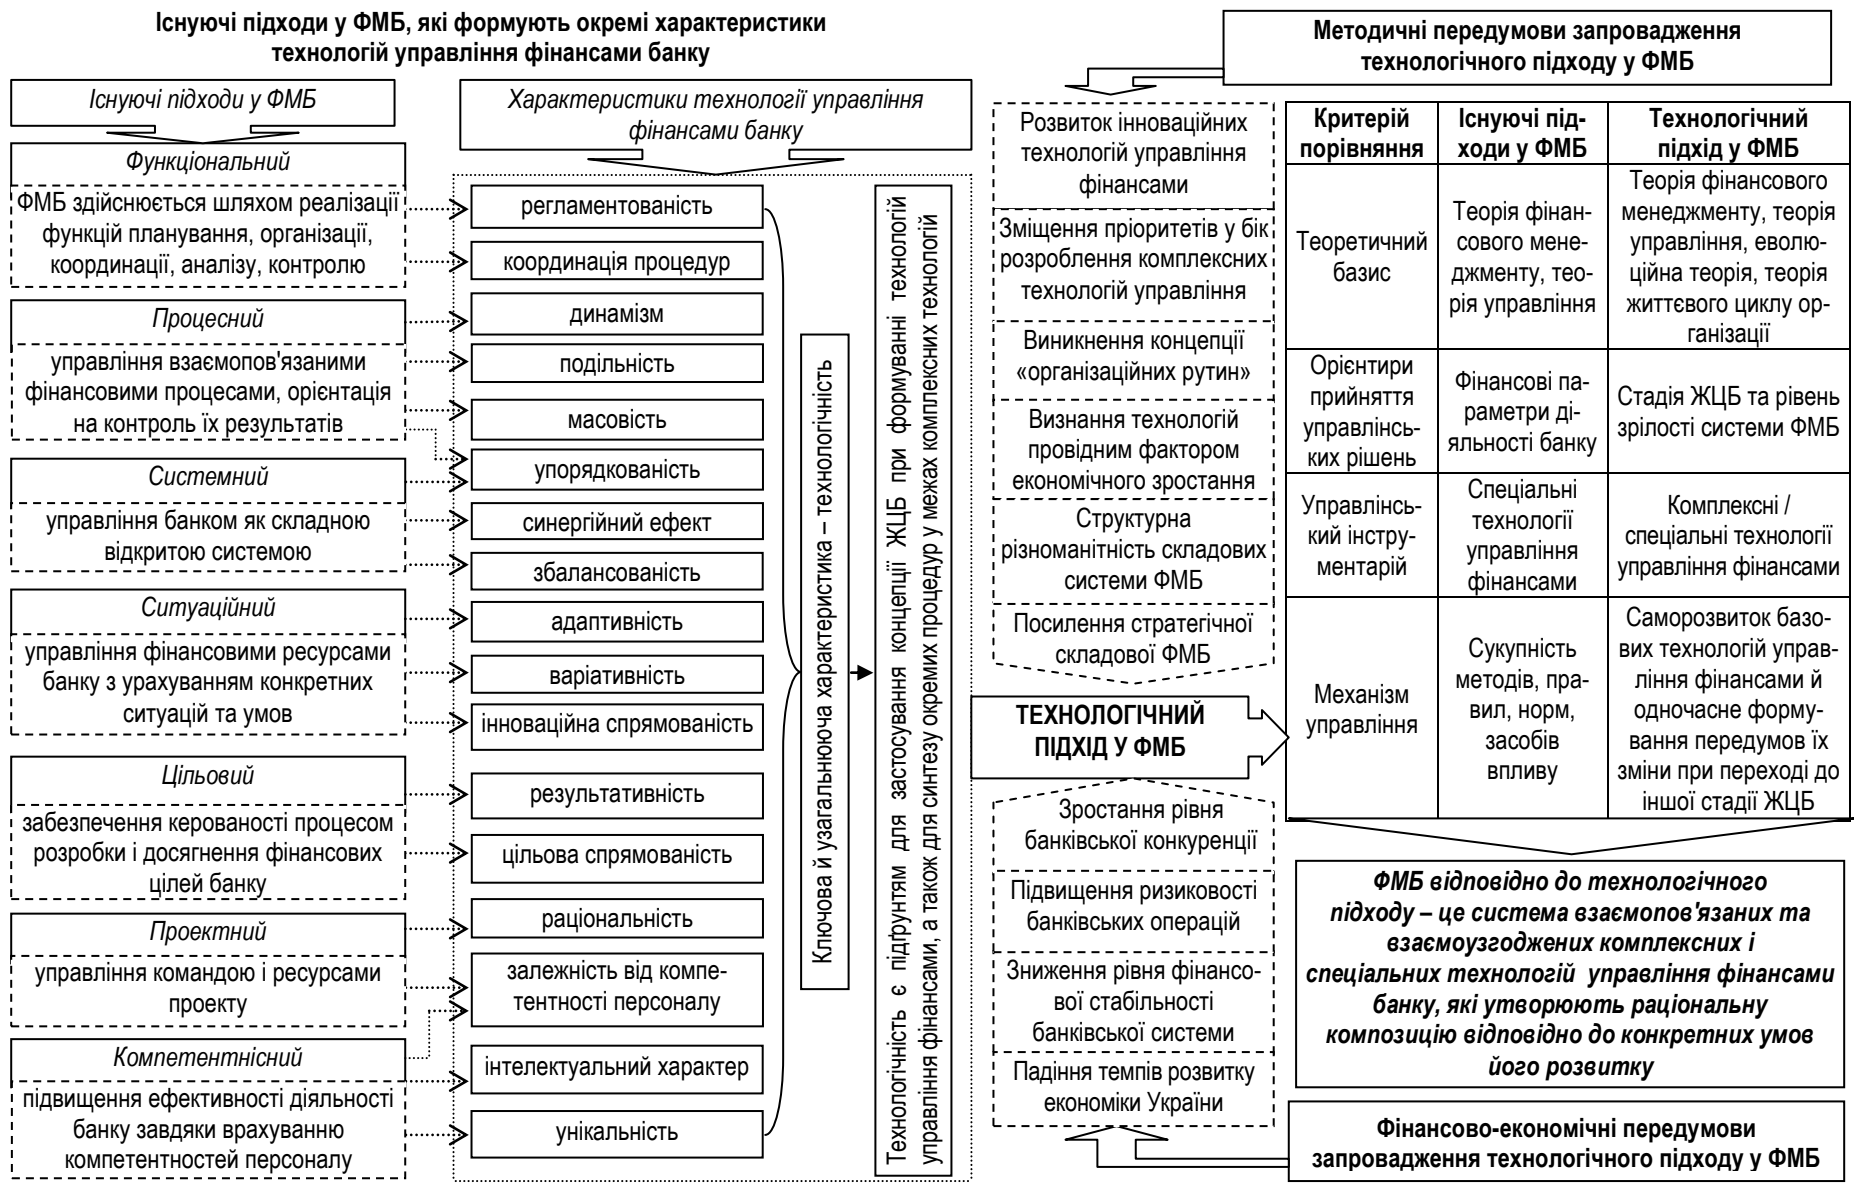 Існуючі підходи у ФМБ, які формують окремі характеристики
технологій управління фінансами банку
Існуючі підходи у ФМБ
Функціональний
ФМБ здійснюється шляхом реалізації
функцій планування, організації,
координації, аналізу, контролю
Процесний
управління взаємопов'язаними
фінансовими процесами, орієнтація
на контроль їх результатів
Системний
управління банком як складною
відкритою системою
Ситуаційний
управління фінансовими ресурсами
банку з урахуванням конкретних
ситуацій та умов
Цільовий
забезпечення керованості процесом
розробки і досягнення фінансових
цілей банку
Проектний
управління командою і ресурсами
проекту
Компетентнісний
підвищення ефективності діяльності
банку завдяки врахуванню
компетентностей персоналу
Характеристики технології управління
фінансами банку
регламентованість
координація процедур
динамізм
подільність
масовість
упорядкованість
синергійний ефект
збалансованість
адаптивність
варіативність
інноваційна спрямованість
результативність
цільова спрямованість
раціональність
залежність від компе-
тентності персоналу
інтелектуальний характер
унікальність
Ключова й узагальнююча характеристика – технологічність
Технологічність є підґрунтям для застосування концепції ЖЦБ при формуванні технологій
управління фінансами, а також для синтезу окремих процедур у межах комплексних технологій
Методичні передумови запровадження
технологічного підходу у ФМБ
Розвиток інноваційних
технологій управління
фінансами
Зміщення пріоритетів у бік
розроблення комплексних
технологій управління
Виникнення концепції
«організаційних рутин»
Визнання технологій
провідним фактором
економічного зростання
Структурна
різноманітність складових
системи ФМБ
Посилення стратегічної
складової ФМБ
ТЕХНОЛОГІЧНИЙ
ПІДХІД У ФМБ
Зростання рівня
банківської конкуренції
Підвищення ризиковості
банківських операцій
Зниження рівня фінансо-
вої стабільності
банківської системи
Падіння темпів розвитку
економіки України
Критерій
порівняння
Існуючі під-
ходи у ФМБ
Технологічний
підхід у ФМБ
Теоретичний
базис
Теорія фінан-
сового мене-
джменту, тео-
рія управління
Теорія фінансового
менеджменту, теорія
управління, еволю-
ційна теорія, теорія
життєвого циклу ор-
ганізації
Орієнтири
прийняття
управлінсь-
ких рішень
Фінансові па-
раметри ді-
яльності банку
Стадія ЖЦБ та рівень
зрілості системи ФМБ
Управлінсь-
кий інстру-
ментарій
Спеціальні
технології
управління
фінансами
Комплексні /
спеціальні технології
управління фінансами
Механізм
управління
Сукупність
методів, пра-
вил, норм,
засобів
впливу
Саморозвиток базо-
вих технологій управ-
ління фінансами й
одночасне форму-
вання передумов їх
зміни при переході до
іншої стадії ЖЦБ
ФМБ відповідно до технологічного
підходу – це система взаємопов'язаних та
взаємоузгоджених комплексних і
спеціальних технологій управління фінансами
банку, які утворюють раціональну
композицію відповідно до конкретних умов
його розвитку
Фінансово-економічні передумови
запровадження технологічного підходу у ФМБ